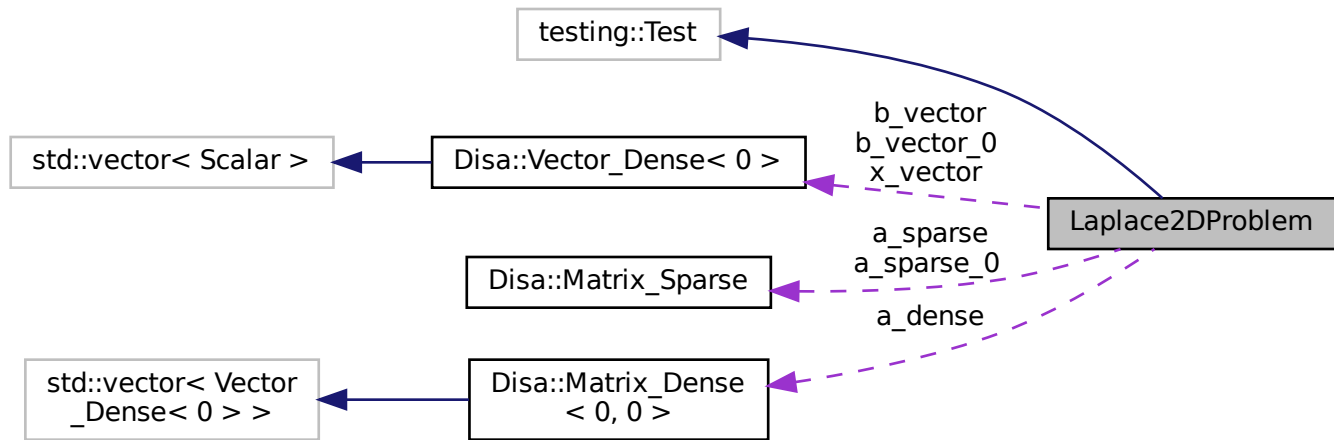 testing::Test
b_vector
b_vector_0
x_vector
std::vector< Scalar >
Disa::Vector_Dense< 0 >
Laplace2DProblem
a_sparse
a_sparse_0
Disa::Matrix_Sparse
a_dense
std::vector< Vector
_Dense< 0 > >
Disa::Matrix_Dense
< 0, 0 >